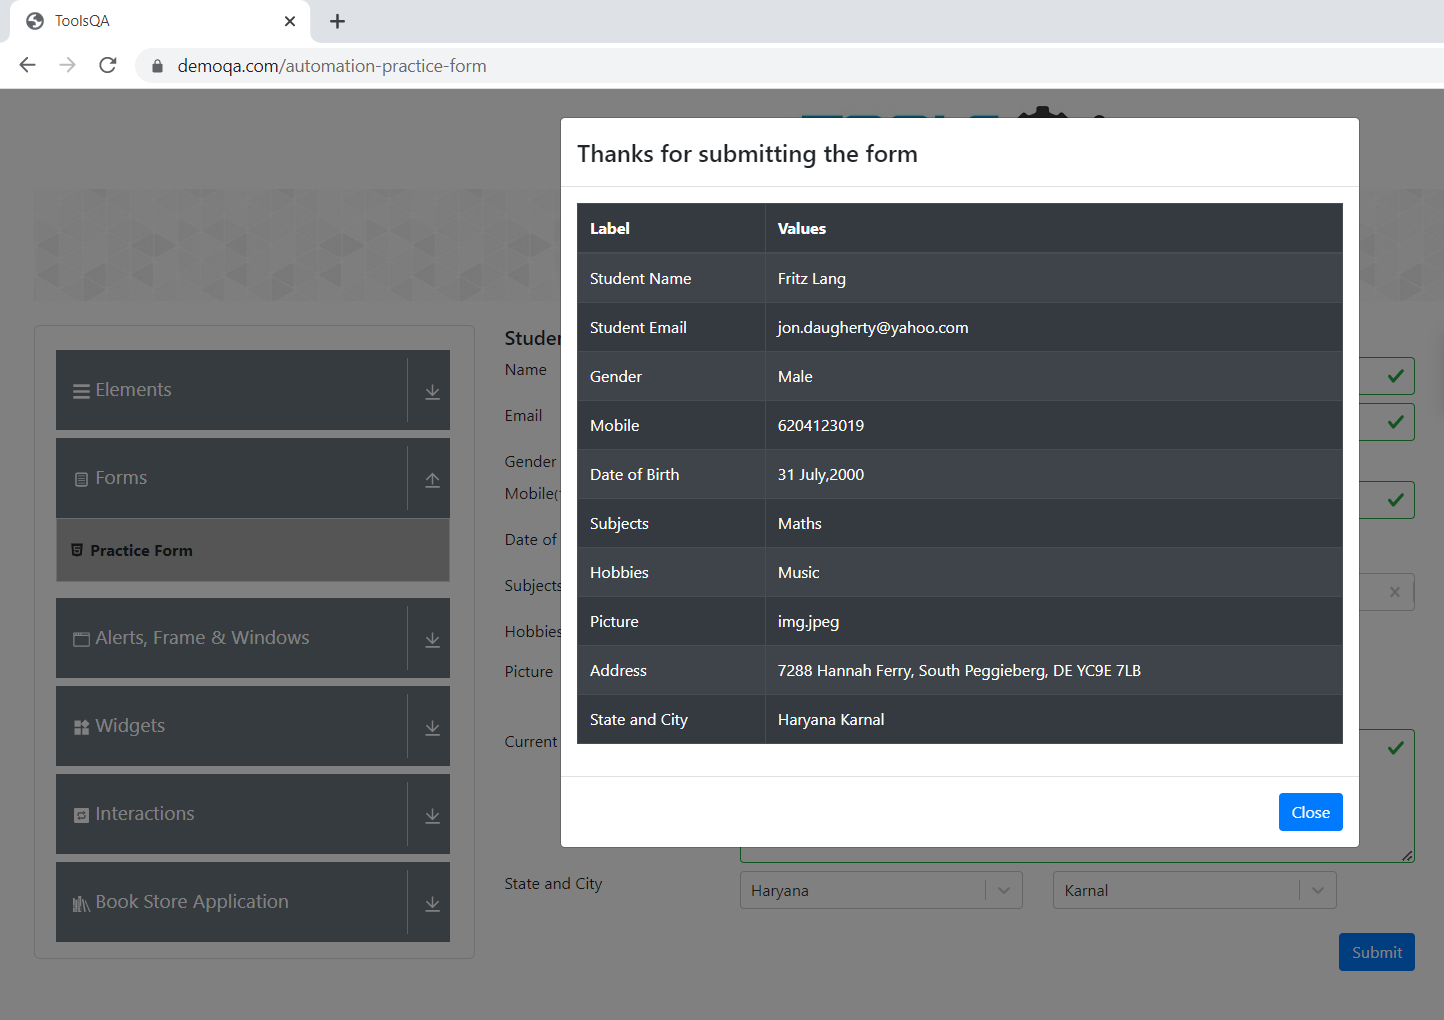 ToolsQA
demoqa.com/automation-practice-form
Thanks for submitting the form
Label Values
Student Name Fritz Lang
Student Email jon.daugherty@yahoo.com
Gender Male
Mobile 6204123019
Date of Birth 31 July,2000
Subjects Maths
Hobbies Music
Picture img.jpeg
Address 7288 Hannah Ferry, South Peggieberg, DE YC9E 7LB
State and City Haryana Karnal
Close
Elements
Forms
Practice Form
Alerts, Frame & Windows
Widgets
Interactions
Book Store Application
Name
Email
Gender
Mobile(
Date of
Subjects
Hobbies
Picture
Current
State and City Haryana Karnal
Submit